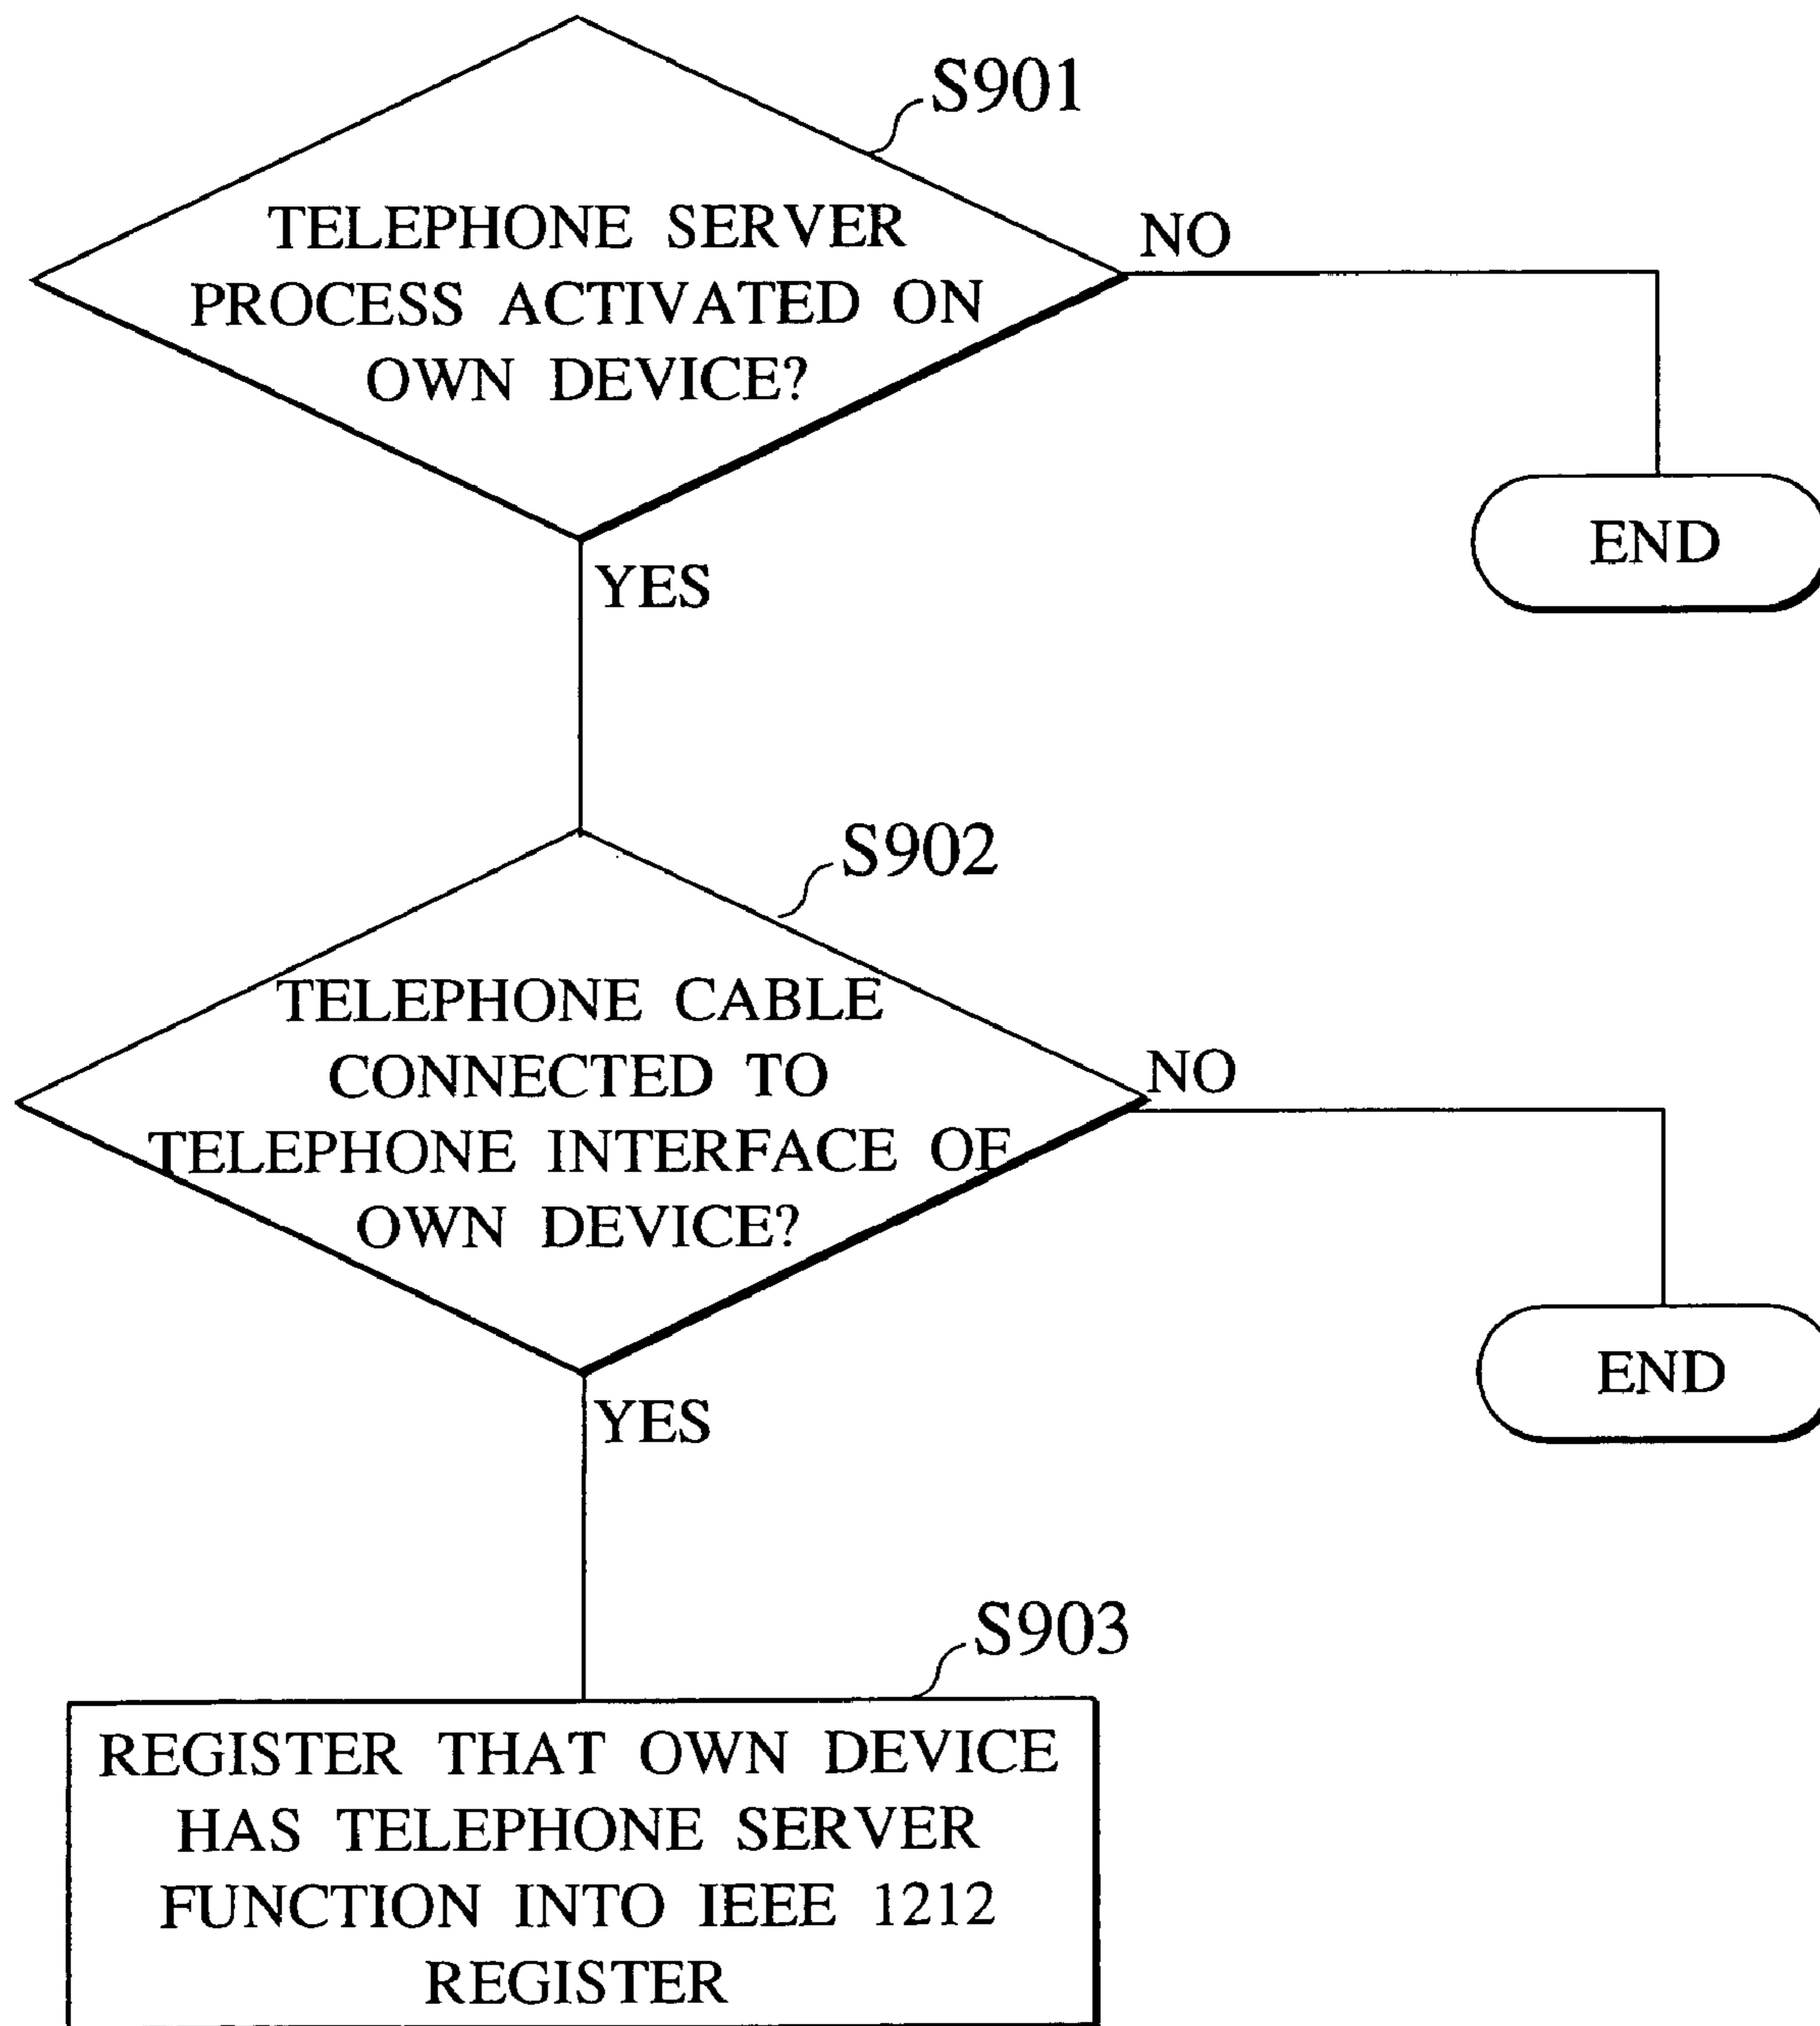 S901
TELEPHONE SERVER
PROCESS ACTIVATED ON
OWN DEVICE?
NO
END
YES
S902
TELEPHONE CABLE
CONNECTED TO
TELEPHONE INTERFACE OF
OWN DEVICE?
NO
END
YES
S903
REGISTER THAT OWN DEVICE
HAS TELEPHONE SERVER
FUNCTION INTO IEEE 1212
REGISTER